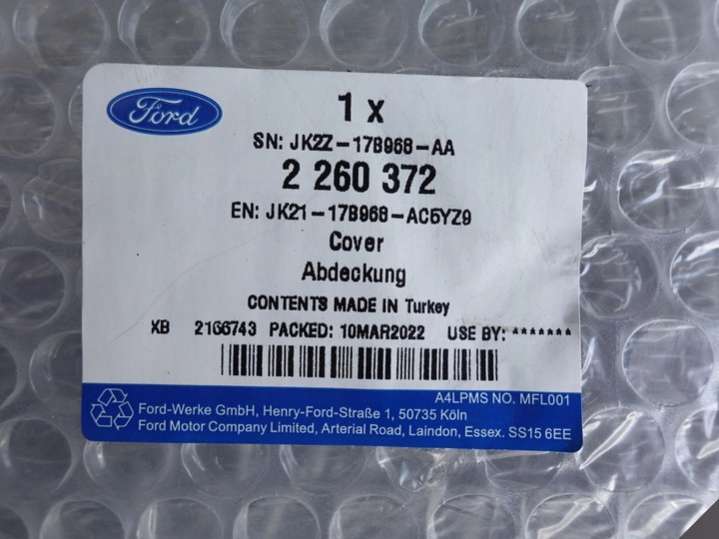 Ford
1 x
SN: JK2Z-17B968-AA
2 260 372
EN: JK21-17B968-AC5YZ9
Cover
Abdeckung
CONTENTS MADE IN Turkey
XB 2166743 PACKED: 10MAR2022 USE BY: *******
A4LPMS NO. MFL001
Ford-Werke GmbH, Henry-Ford-Straße 1, 50735 Köln
Ford Motor Company Limited, Arterial Road, Laindon, Essex. SS15 6EE